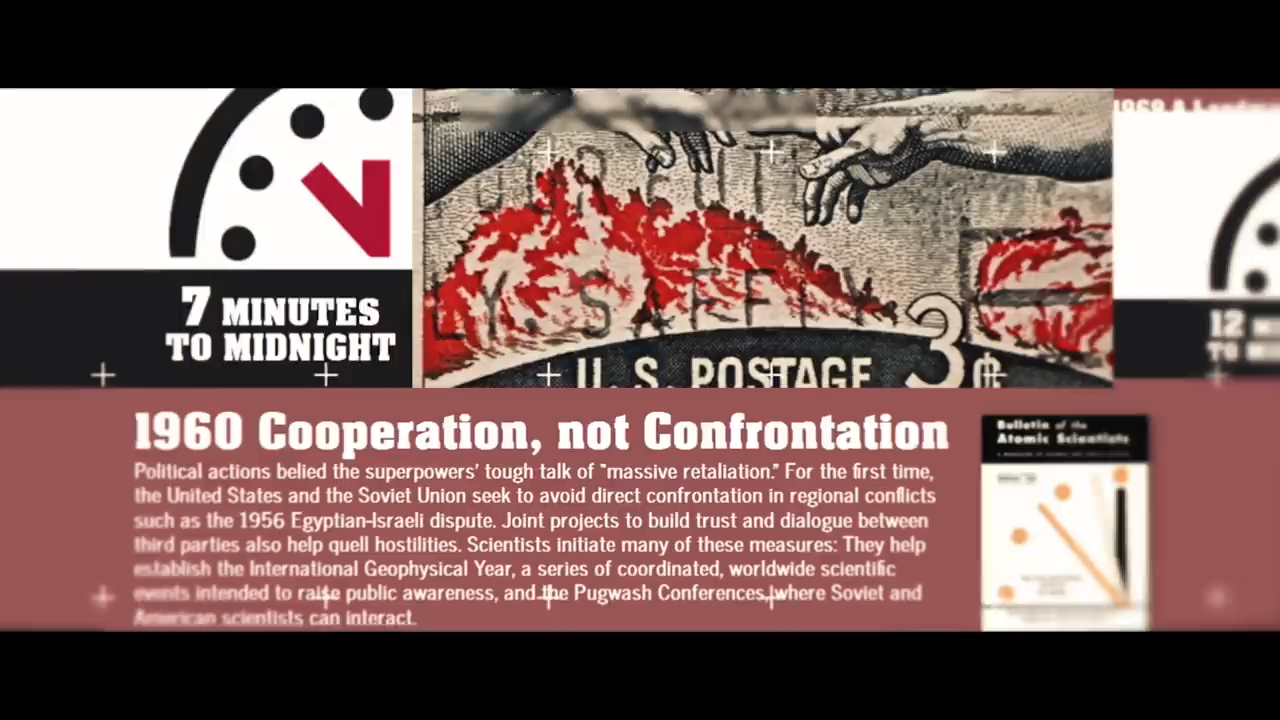 7 MINUTES
TO MIDNIGHT
U.S. POSTAGE 3¢
1960 Cooperation, not Confrontation
Political actions belied the superpowers' tough talk of "massive retaliation." For the first time,
the United States and the Soviet Union seek to avoid direct confrontation in regional conflicts
such as the 1956 Egyptian-Israeli dispute. Joint projects to build trust and dialogue between
third parties also help quell hostilities. Scientists initiate many of these measures: They help
establish the International Geophysical Year, a series of coordinated, worldwide scientific
events intended to raise public awareness, and the Pugwash Conferences, where Soviet and
American scientists can interact.
Bulletin of the
Atomic Scientists
12
TO